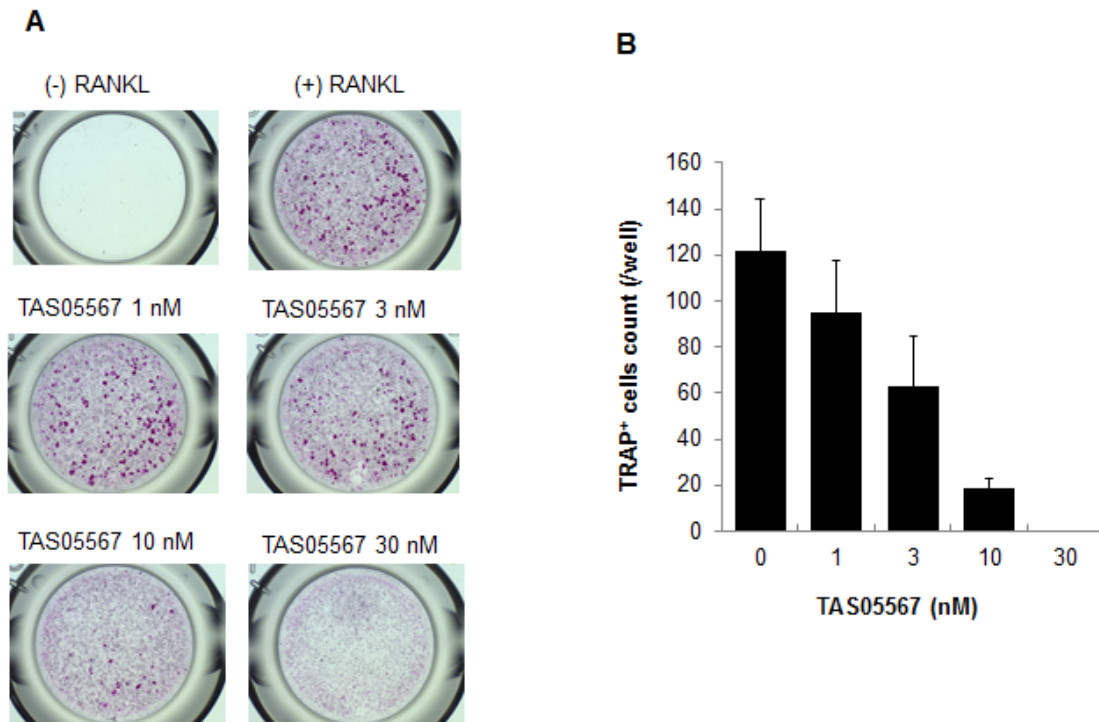 A
(-) RANKL
(+) RANKL
TAS05567 1 nM
TAS05567 3 nM
TAS05567 10 nM
TAS05567 30 nM
B
TRAP⁺ cells count (/well)
160
140
120
100
80
60
40
20
0
0 1 3 10 30
TAS05567 (nM)